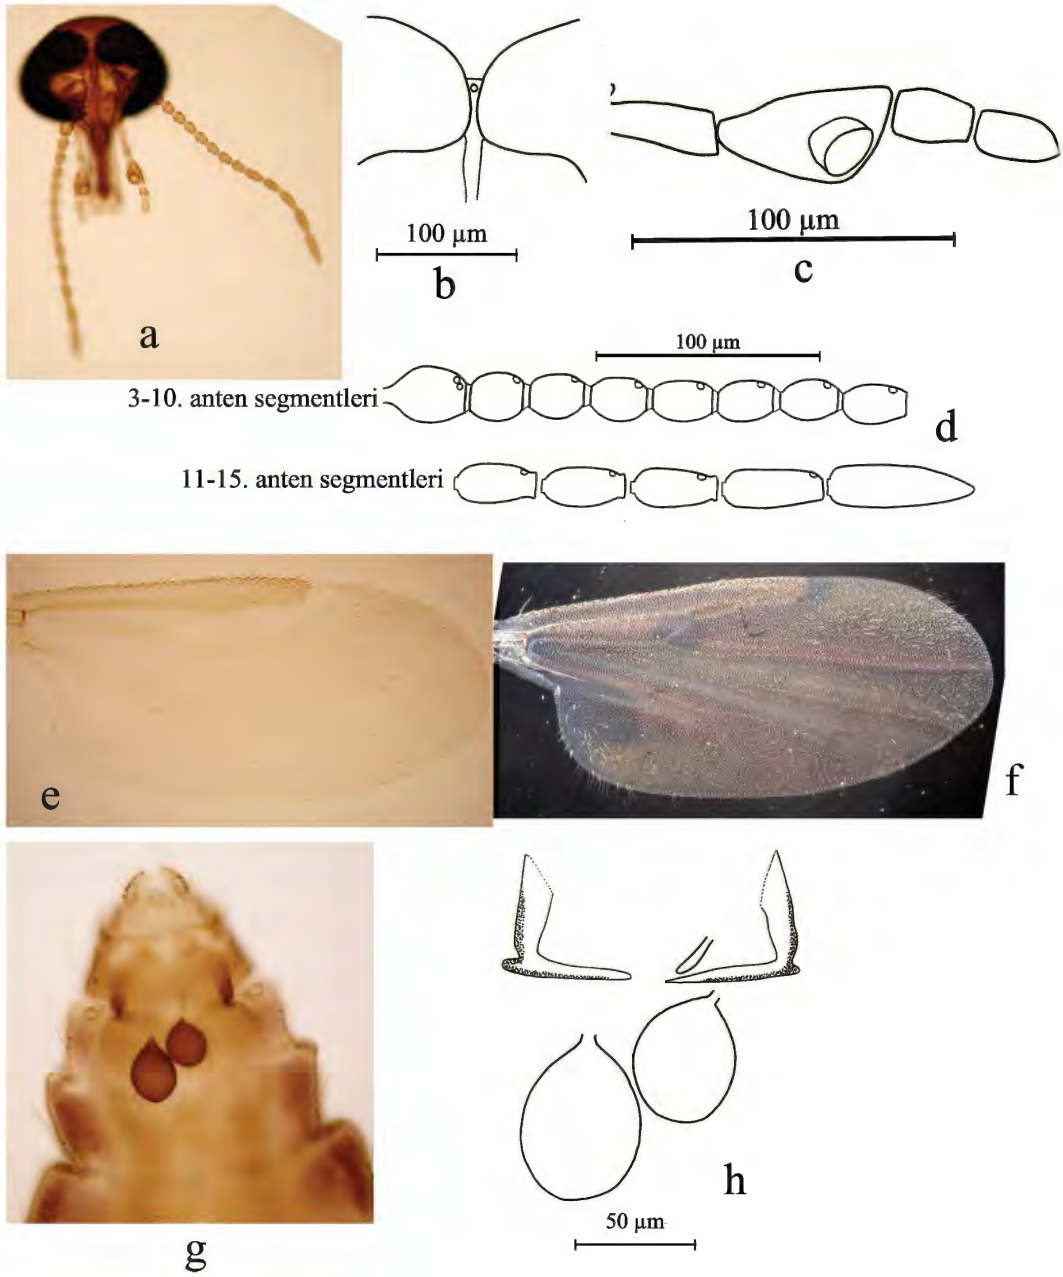 a
100 µm
b
100 µm
c
100 µm
3-10. anten segmentleri
d
11-15. anten segmentleri
e
f
g
h
50 µm